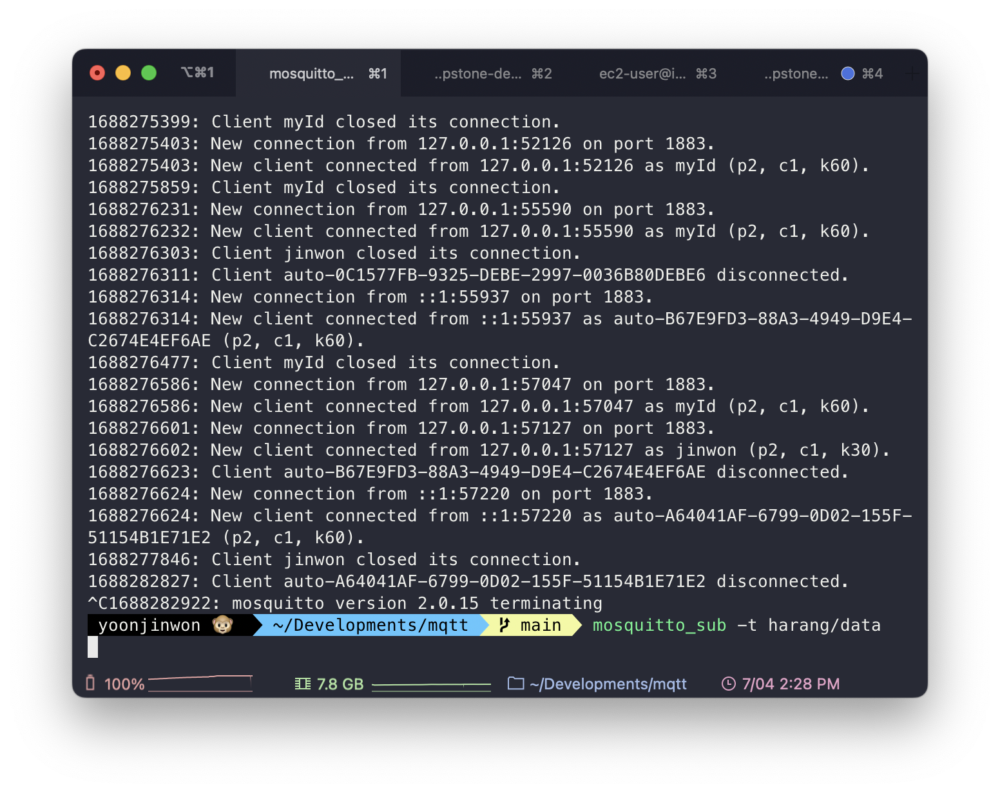 ⌥⌘1
mosquitto_... ⌘1
..pstone-de... ⌘2
ec2-user@i... ⌘3
..pstone... ⌘4
1688275399: Client myId closed its connection.
1688275403: New connection from 127.0.0.1:52126 on port 1883.
1688275403: New client connected from 127.0.0.1:52126 as myId (p2, c1, k60).
1688275859: Client myId closed its connection.
1688276231: New connection from 127.0.0.1:55590 on port 1883.
1688276232: New client connected from 127.0.0.1:55590 as myId (p2, c1, k60).
1688276303: Client jinwon closed its connection.
1688276311: Client auto-0C1577FB-9325-DEBE-2997-0036B80DEBE6 disconnected.
1688276314: New connection from ::1:55937 on port 1883.
1688276314: New client connected from ::1:55937 as auto-B67E9FD3-88A3-4949-D9E4-
C2674E4EF6AE (p2, c1, k60).
1688276477: Client myId closed its connection.
1688276586: New connection from 127.0.0.1:57047 on port 1883.
1688276586: New client connected from 127.0.0.1:57047 as myId (p2, c1, k60).
1688276601: New connection from 127.0.0.1:57127 on port 1883.
1688276602: New client connected from 127.0.0.1:57127 as jinwon (p2, c1, k30).
1688276623: Client auto-B67E9FD3-88A3-4949-D9E4-C2674E4EF6AE disconnected.
1688276624: New connection from ::1:57220 on port 1883.
1688276624: New client connected from ::1:57220 as auto-A64041AF-6799-0D02-155F-
51154B1E71E2 (p2, c1, k60).
1688277846: Client jinwon closed its connection.
1688282827: Client auto-A64041AF-6799-0D02-155F-51154B1E71E2 disconnected.
^C1688282922: mosquitto version 2.0.15 terminating
yoonjinwon 🐵 ~/Developments/mqtt main mosquitto_sub -t harang/data
100% 7.8 GB ~/Developments/mqtt 7/04 2:28 PM